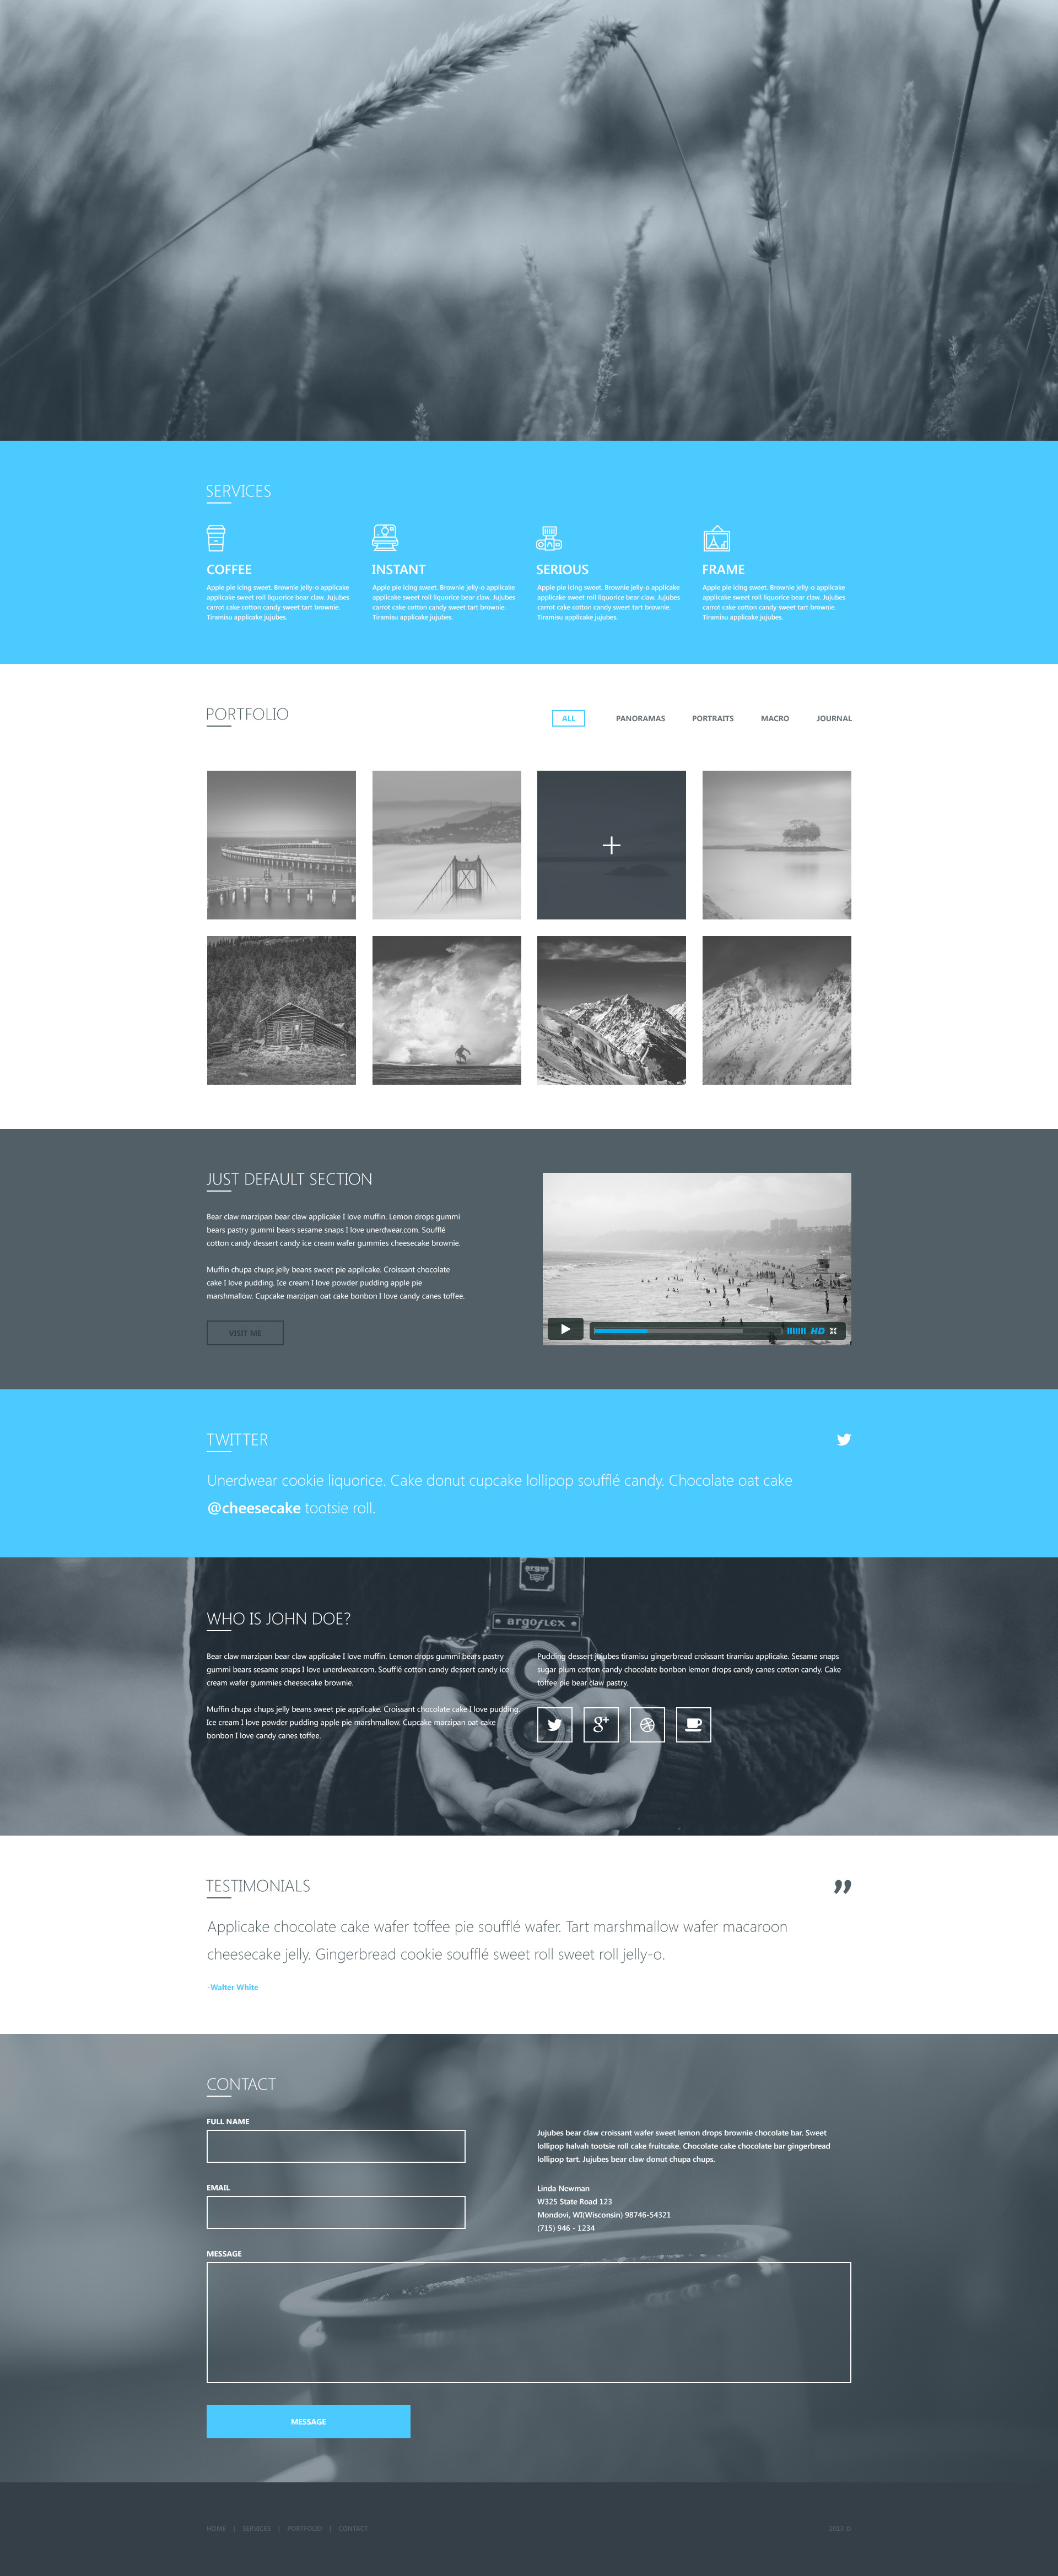 SERVICES
COFFEE
Apple pie icing sweet. Brownie jelly-o applicake
applicake sweet roll liquorice bear claw. Jujubes
carrot cake cotton candy sweet tart brownie.
Tiramisu applicake jujubes.
INSTANT
Apple pie icing sweet. Brownie jelly-o applicake
applicake sweet roll liquorice bear claw. Jujubes
carrot cake cotton candy sweet tart brownie.
Tiramisu applicake jujubes.
SERIOUS
Apple pie icing sweet. Brownie jelly-o applicake
applicake sweet roll liquorice bear claw. Jujubes
carrot cake cotton candy sweet tart brownie.
Tiramisu applicake jujubes.
FRAME
Apple pie icing sweet. Brownie jelly-o applicake
applicake sweet roll liquorice bear claw. Jujubes
carrot cake cotton candy sweet tart brownie.
Tiramisu applicake jujubes.
PORTFOLIO
ALL PANORAMAS PORTRAITS MACRO JOURNAL
JUST DEFAULT SECTION
Bear claw marzipan bear claw applicake I love muffin. Lemon drops gummi
bears pastry gummi bears sesame snaps I love unerdwear.com. Soufflé
cotton candy dessert candy ice cream wafer gummies cheesecake brownie.
Muffin chupa chups jelly beans sweet pie applicake. Croissant chocolate
cake I love pudding. Ice cream I love powder pudding apple pie
marshmallow. Cupcake marzipan oat cake bonbon I love candy canes toffee.
VISIT ME
HD
TWITTER
Unerdwear cookie liquorice. Cake donut cupcake lollipop soufflé candy. Chocolate oat cake
@cheesecake tootsie roll.
argus
argoflex
WHO IS JOHN DOE?
Bear claw marzipan bear claw applicake I love muffin. Lemon drops gummi bears pastry
gummi bears sesame snaps I love unerdwear.com. Soufflé cotton candy dessert candy ice
cream wafer gummies cheesecake brownie.
Muffin chupa chups jelly beans sweet pie applicake. Croissant chocolate cake I love pudding.
Ice cream I love powder pudding apple pie marshmallow. Cupcake marzipan oat cake
bonbon I love candy canes toffee.
Pudding dessert jujubes tiramisu gingerbread croissant tiramisu applicake. Sesame snaps
sugar plum cotton candy chocolate bonbon lemon drops candy canes cotton candy. Cake
toffee pie bear claw pastry.
g+
TESTIMONIALS
Applicake chocolate cake wafer toffee pie soufflé wafer. Tart marshmallow wafer macaroon
cheesecake jelly. Gingerbread cookie soufflé sweet roll sweet roll jelly-o.
-Walter White
CONTACT
FULL NAME
EMAIL
Jujubes bear claw croissant wafer sweet lemon drops brownie chocolate bar. Sweet
lollipop halvah tootsie roll cake fruitcake. Chocolate cake chocolate bar gingerbread
lollipop tart. Jujubes bear claw donut chupa chups.
Linda Newman
W325 State Road 123
Mondovi, WI(Wisconsin) 98746-54321
(715) 946 - 1234
MESSAGE
MESSAGE
HOME | SERVICES | PORTFOLIO | CONTACT
2013 ©